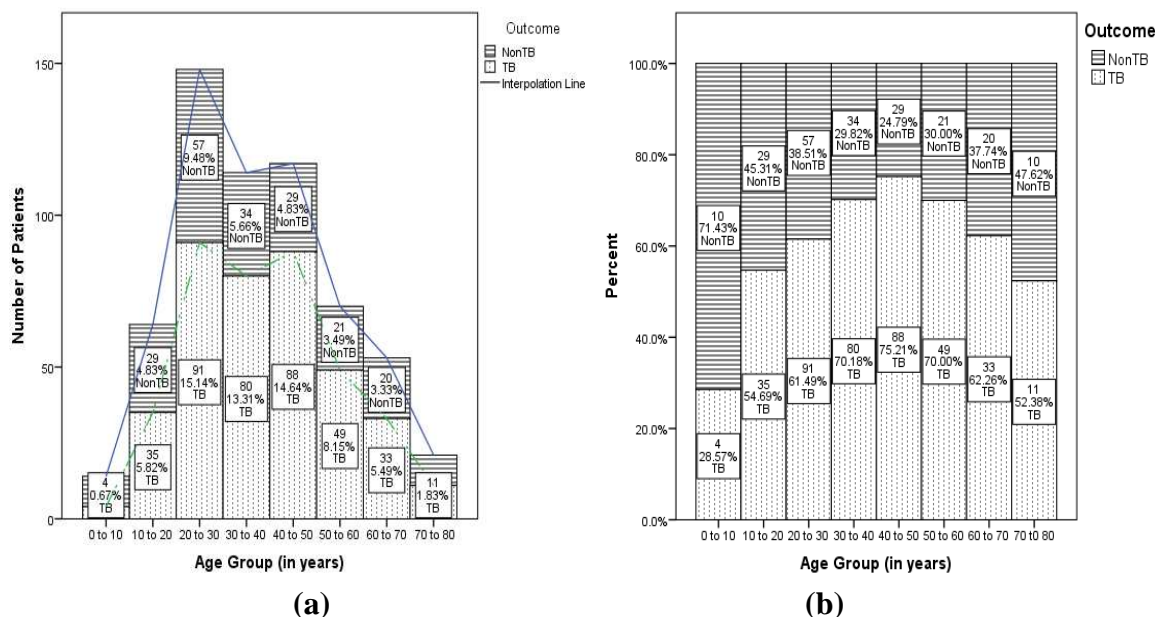 Outcome
NonTB
TB
Interpolation Line
Number of Patients
150
100
50
0
57
9.48%
NonTB
34
5.66%
NonTB
29
4.83%
NonTB
29
4.83%
NonTB
21
3.49%
NonTB
20
3.33%
NonTB
4
0.67%
TB
35
5.82%
TB
91
15.14%
TB
80
13.31%
TB
88
14.64%
TB
49
8.15%
TB
33
5.49%
TB
11
1.83%
TB
0 to 10 10 to 20 20 to 30 30 to 40 40 to 50 50 to 60 60 to 70 70 to 80
Age Group (in years)
(a)
Outcome
NonTB
TB
Percent
100.0%
80.0%
60.0%
40.0%
20.0%
0.0%
10
71.43%
NonTB
29
45.31%
NonTB
57
38.51%
NonTB
34
29.82%
NonTB
29
24.79%
NonTB
21
30.00%
NonTB
20
37.74%
NonTB
10
47.62%
NonTB
4
28.57%
TB
35
54.69%
TB
91
61.49%
TB
80
70.18%
TB
88
75.21%
TB
49
70.00%
TB
33
62.26%
TB
11
52.38%
TB
0 to 10 10 to 20 20 to 30 30 to 40 40 to 50 50 to 60 60 to 70 70 to 80
Age Group (in years)
(b)